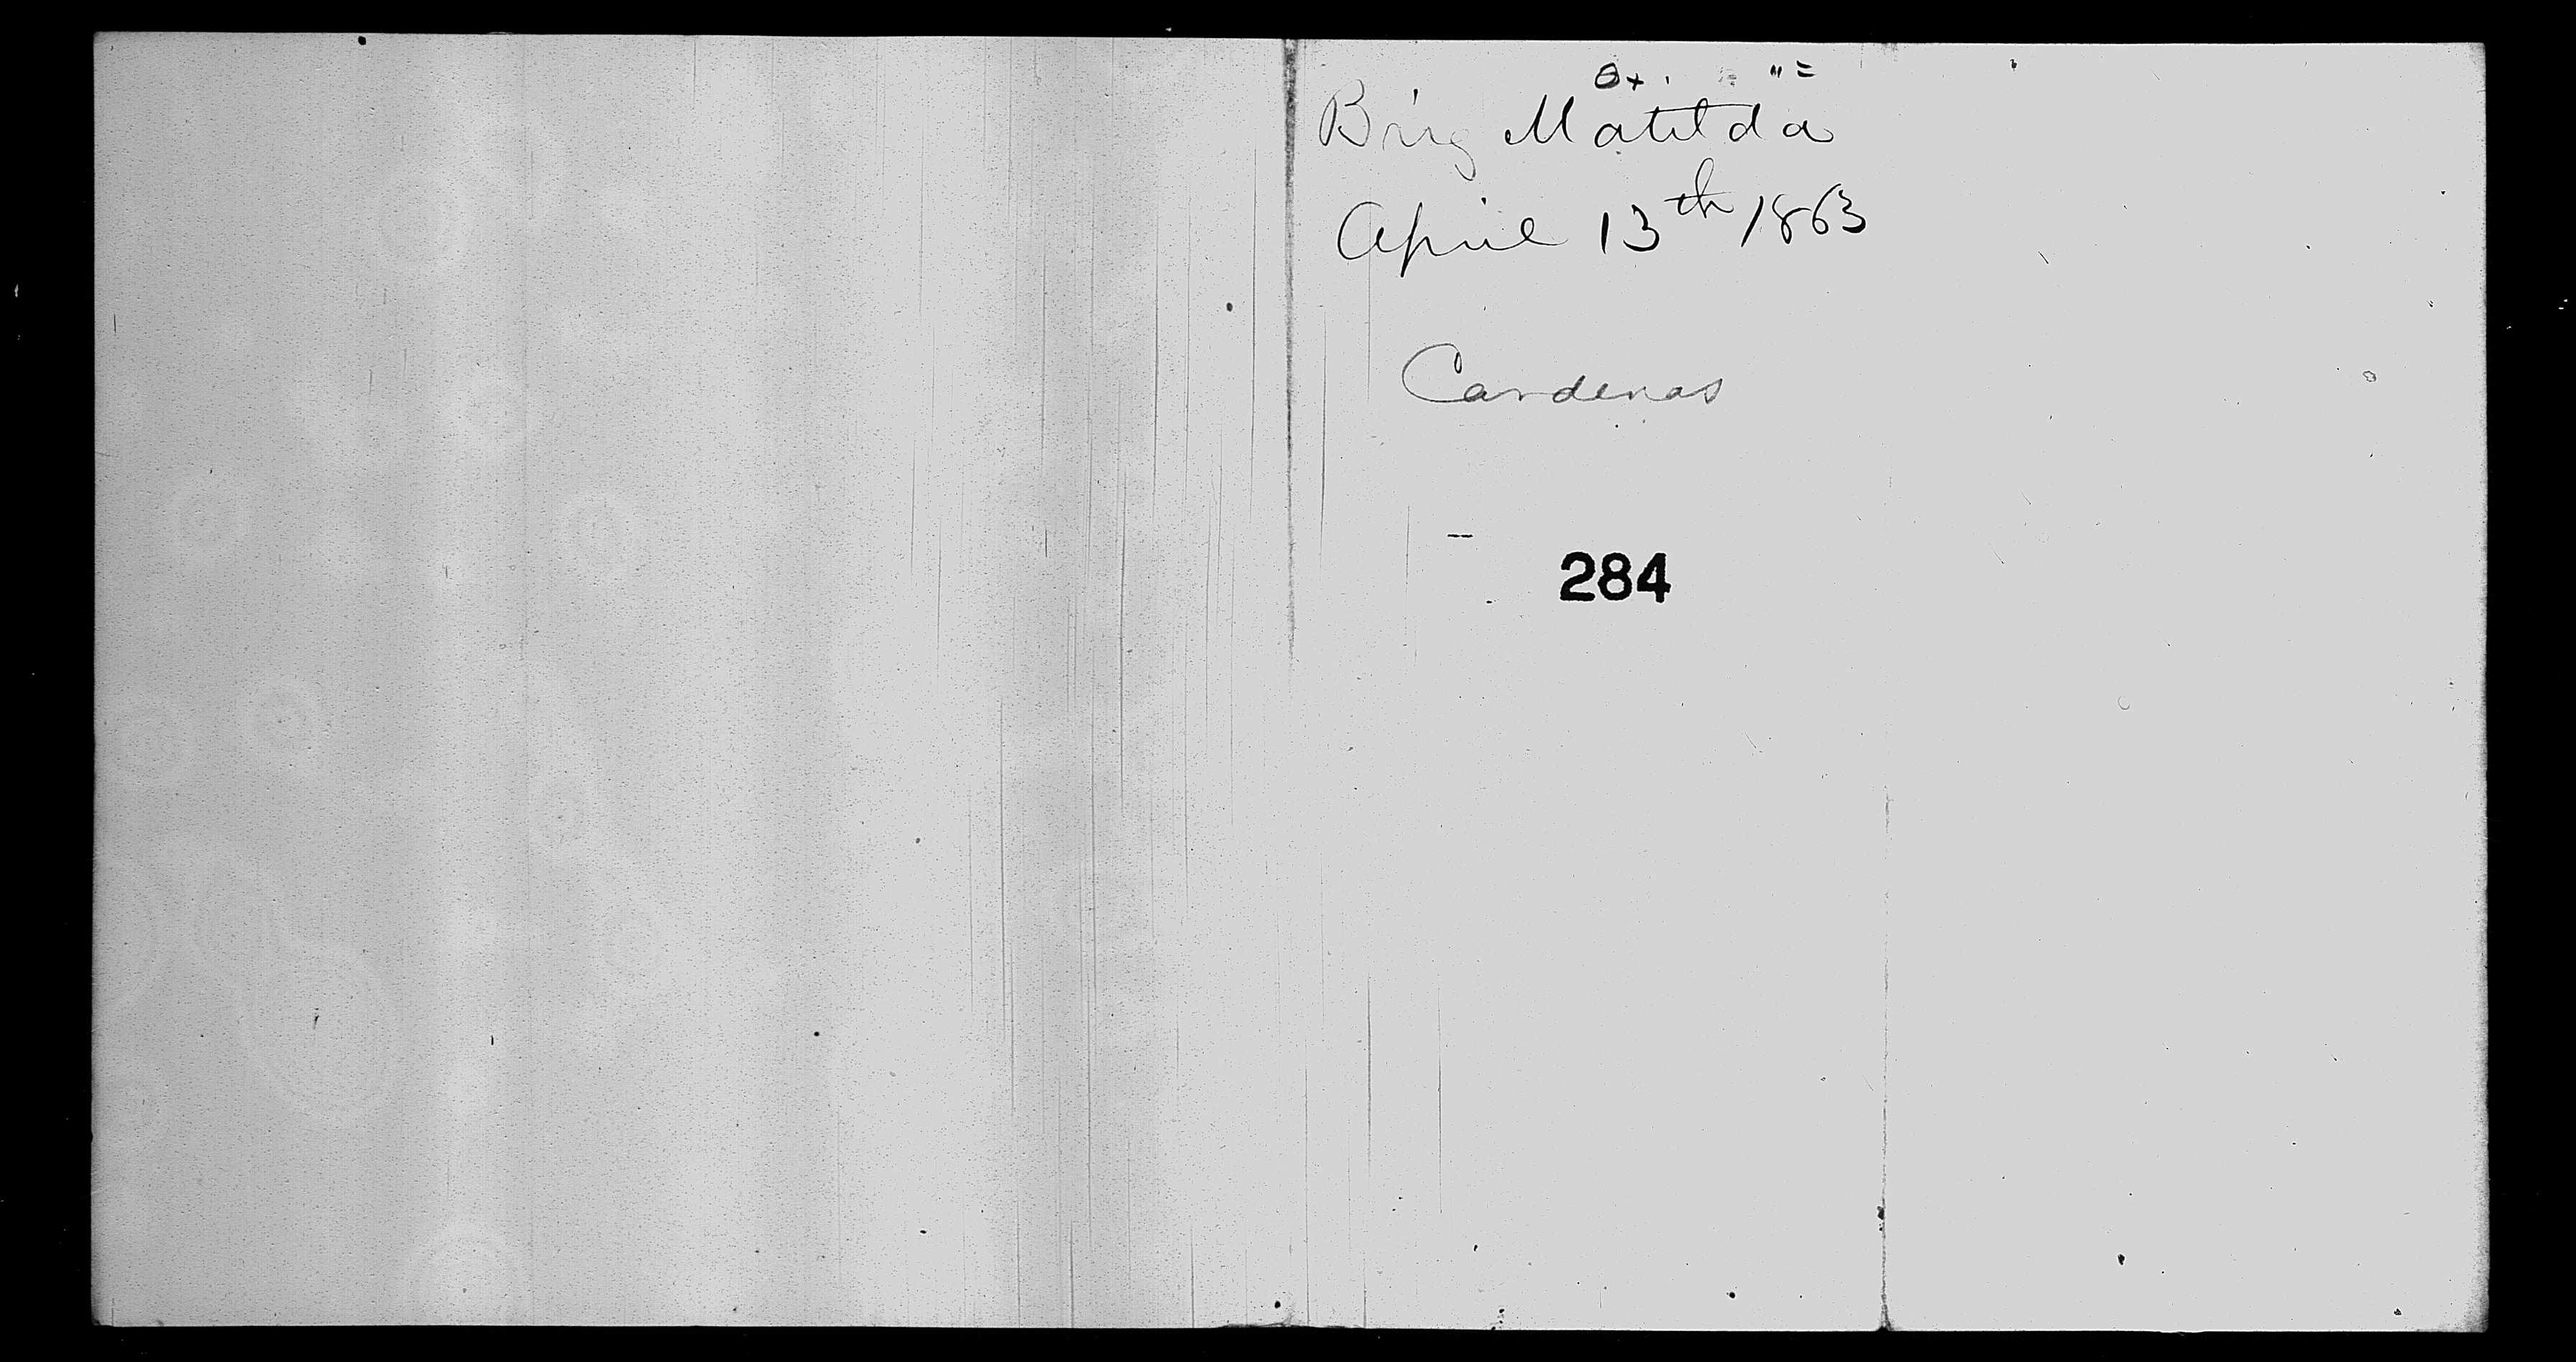 Brig Matilda
April 13th 1863
Cardenas
284